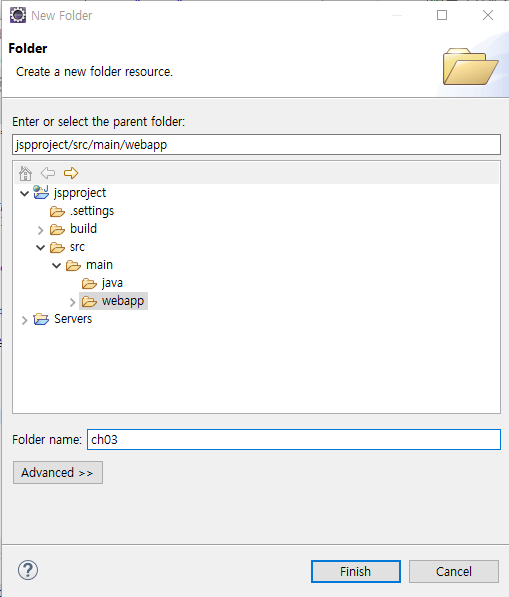 New Folder
Folder
Create a new folder resource.
Enter or select the parent folder:
jspproject/src/main/webapp
jspproject
.settings
build
src
main
java
webapp
Servers
Folder name: ch03
Advanced >>
Finish Cancel